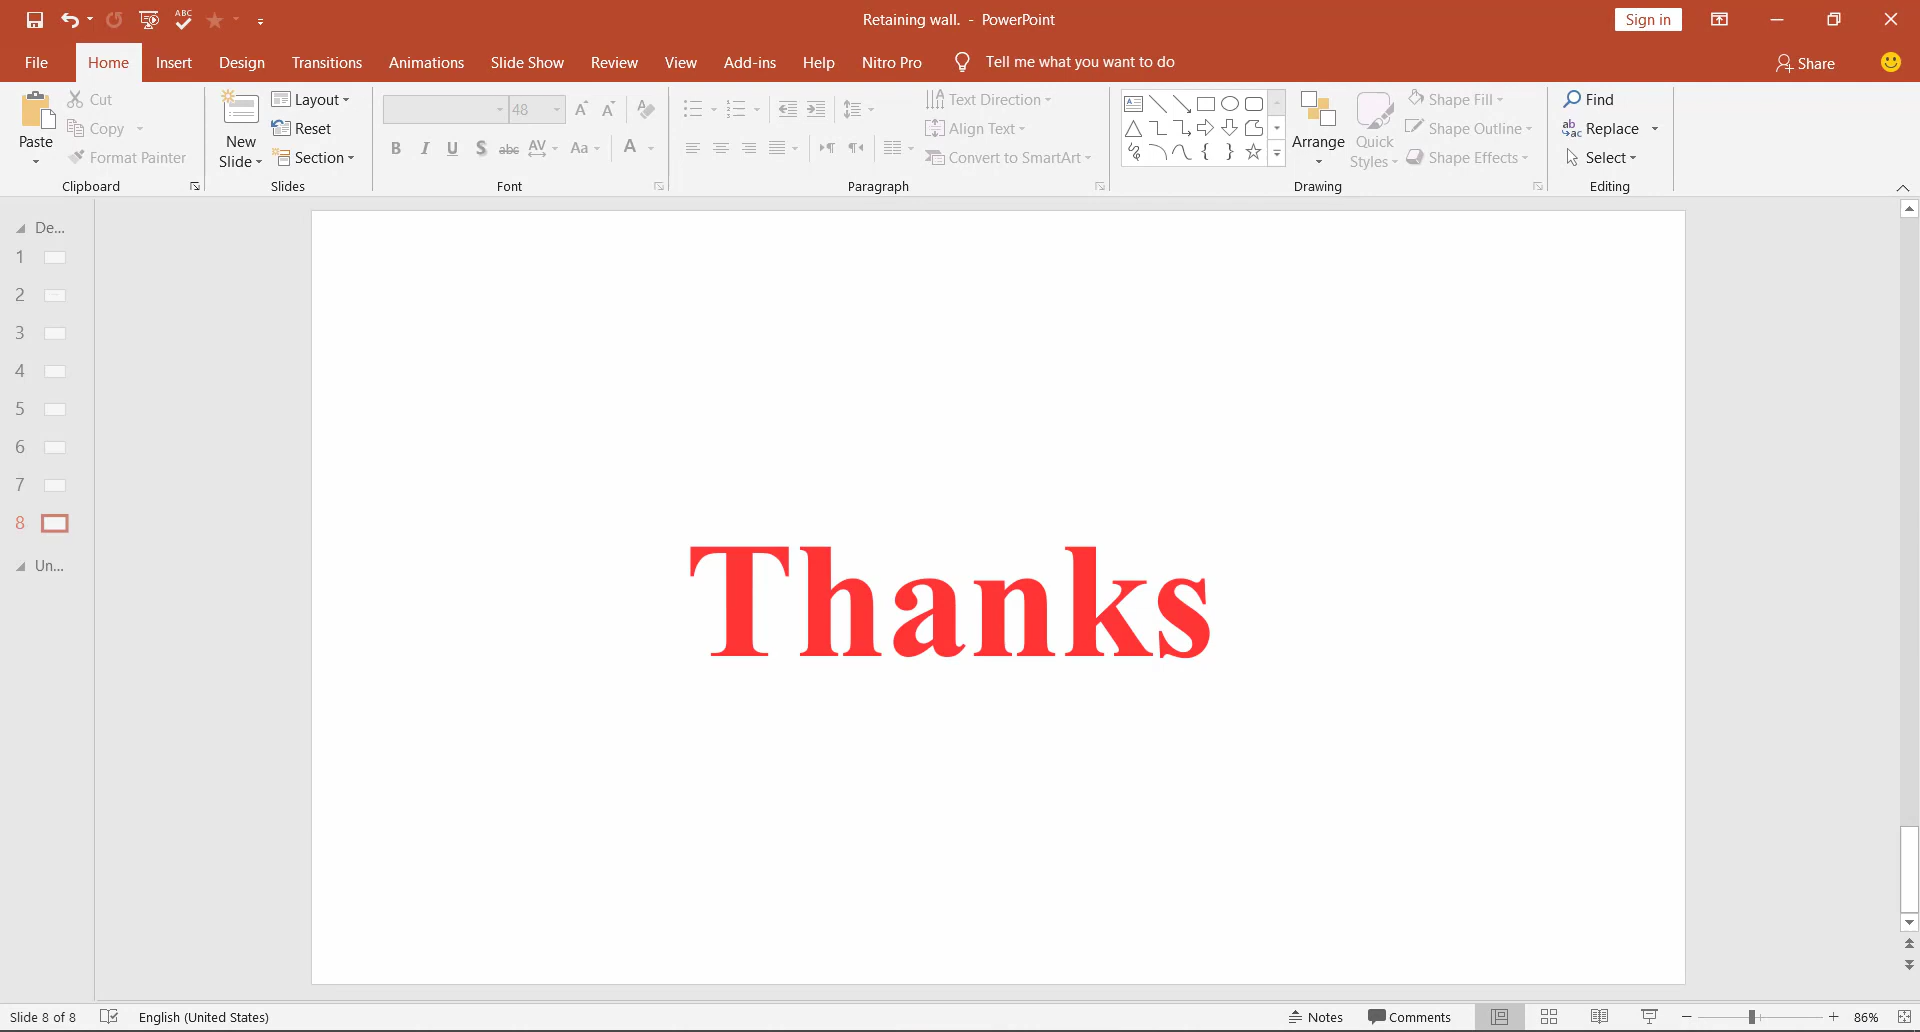 ABC
Retaining wall. - PowerPoint
Sign in
File Home Insert Design Transitions Animations Slide Show Review View Add-ins Help Nitro Pro Tell me what you want to do Share
Paste
Cut
Copy
Format Painter
Clipboard
New Slide
Layout
Reset
Section
Slides
48
B I U S abc AV Aa A
Font
Text Direction
Align Text
Convert to SmartArt
Paragraph
Arrange
Quick Styles
Shape Fill
Shape Outline
Shape Effects
Drawing
Find
Replace
Select
Editing
De...
1
2
3
4
5
6
7
8
Un...
Thanks
Slide 8 of 8 English (United States) Notes Comments 86%